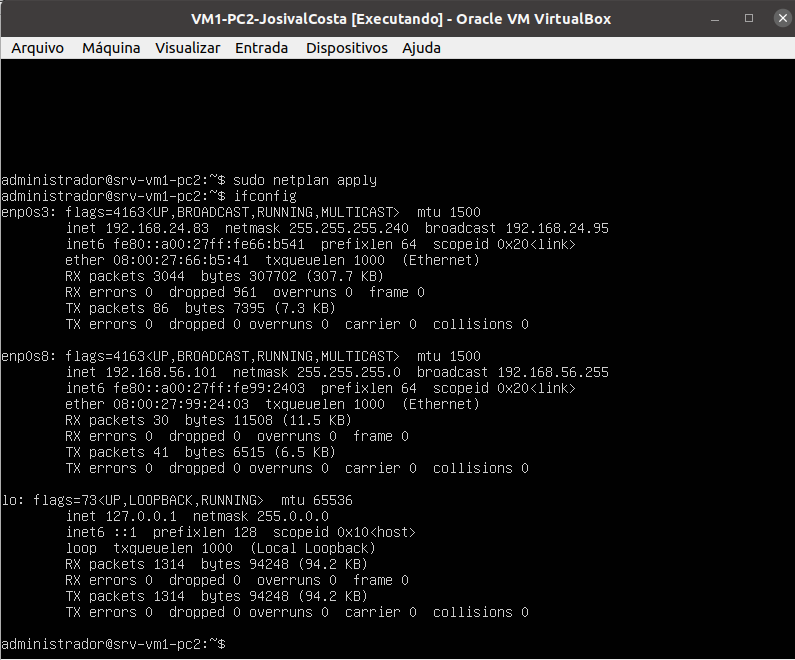 VM1-PC2-JosivalCosta [Executando] - Oracle VM VirtualBox
Arquivo Máquina Visualizar Entrada Dispositivos Ajuda
administrador@srv-vm1-pc2:~$ sudo netplan apply
administrador@srv-vm1-pc2:~$ ifconfig
enp0s3: flags=4163<UP,BROADCAST,RUNNING,MULTICAST>  mtu 1500
        inet 192.168.24.83  netmask 255.255.255.240  broadcast 192.168.24.95
        inet6 fe80::a00:27ff:fe66:b541  prefixlen 64  scopeid 0x20<link>
        ether 08:00:27:66:b5:41  txqueuelen 1000  (Ethernet)
        RX packets 3044  bytes 307702 (307.7 KB)
        RX errors 0  dropped 961  overruns 0  frame 0
        TX packets 86  bytes 7395 (7.3 KB)
        TX errors 0  dropped 0 overruns 0  carrier 0  collisions 0
enp0s8: flags=4163<UP,BROADCAST,RUNNING,MULTICAST>  mtu 1500
        inet 192.168.56.101  netmask 255.255.255.0  broadcast 192.168.56.255
        inet6 fe80::a00:27ff:fe99:2403  prefixlen 64  scopeid 0x20<link>
        ether 08:00:27:99:24:03  txqueuelen 1000  (Ethernet)
        RX packets 30  bytes 11508 (11.5 KB)
        RX errors 0  dropped 0  overruns 0  frame 0
        TX packets 41  bytes 6515 (6.5 KB)
        TX errors 0  dropped 0 overruns 0  carrier 0  collisions 0
lo: flags=73<UP,LOOPBACK,RUNNING>  mtu 65536
        inet 127.0.0.1  netmask 255.0.0.0
        inet6 ::1  prefixlen 128  scopeid 0x10<host>
        loop  txqueuelen 1000  (Local Loopback)
        RX packets 1314  bytes 94248 (94.2 KB)
        RX errors 0  dropped 0  overruns 0  frame 0
        TX packets 1314  bytes 94248 (94.2 KB)
        TX errors 0  dropped 0 overruns 0  carrier 0  collisions 0
administrador@srv-vm1-pc2:~$